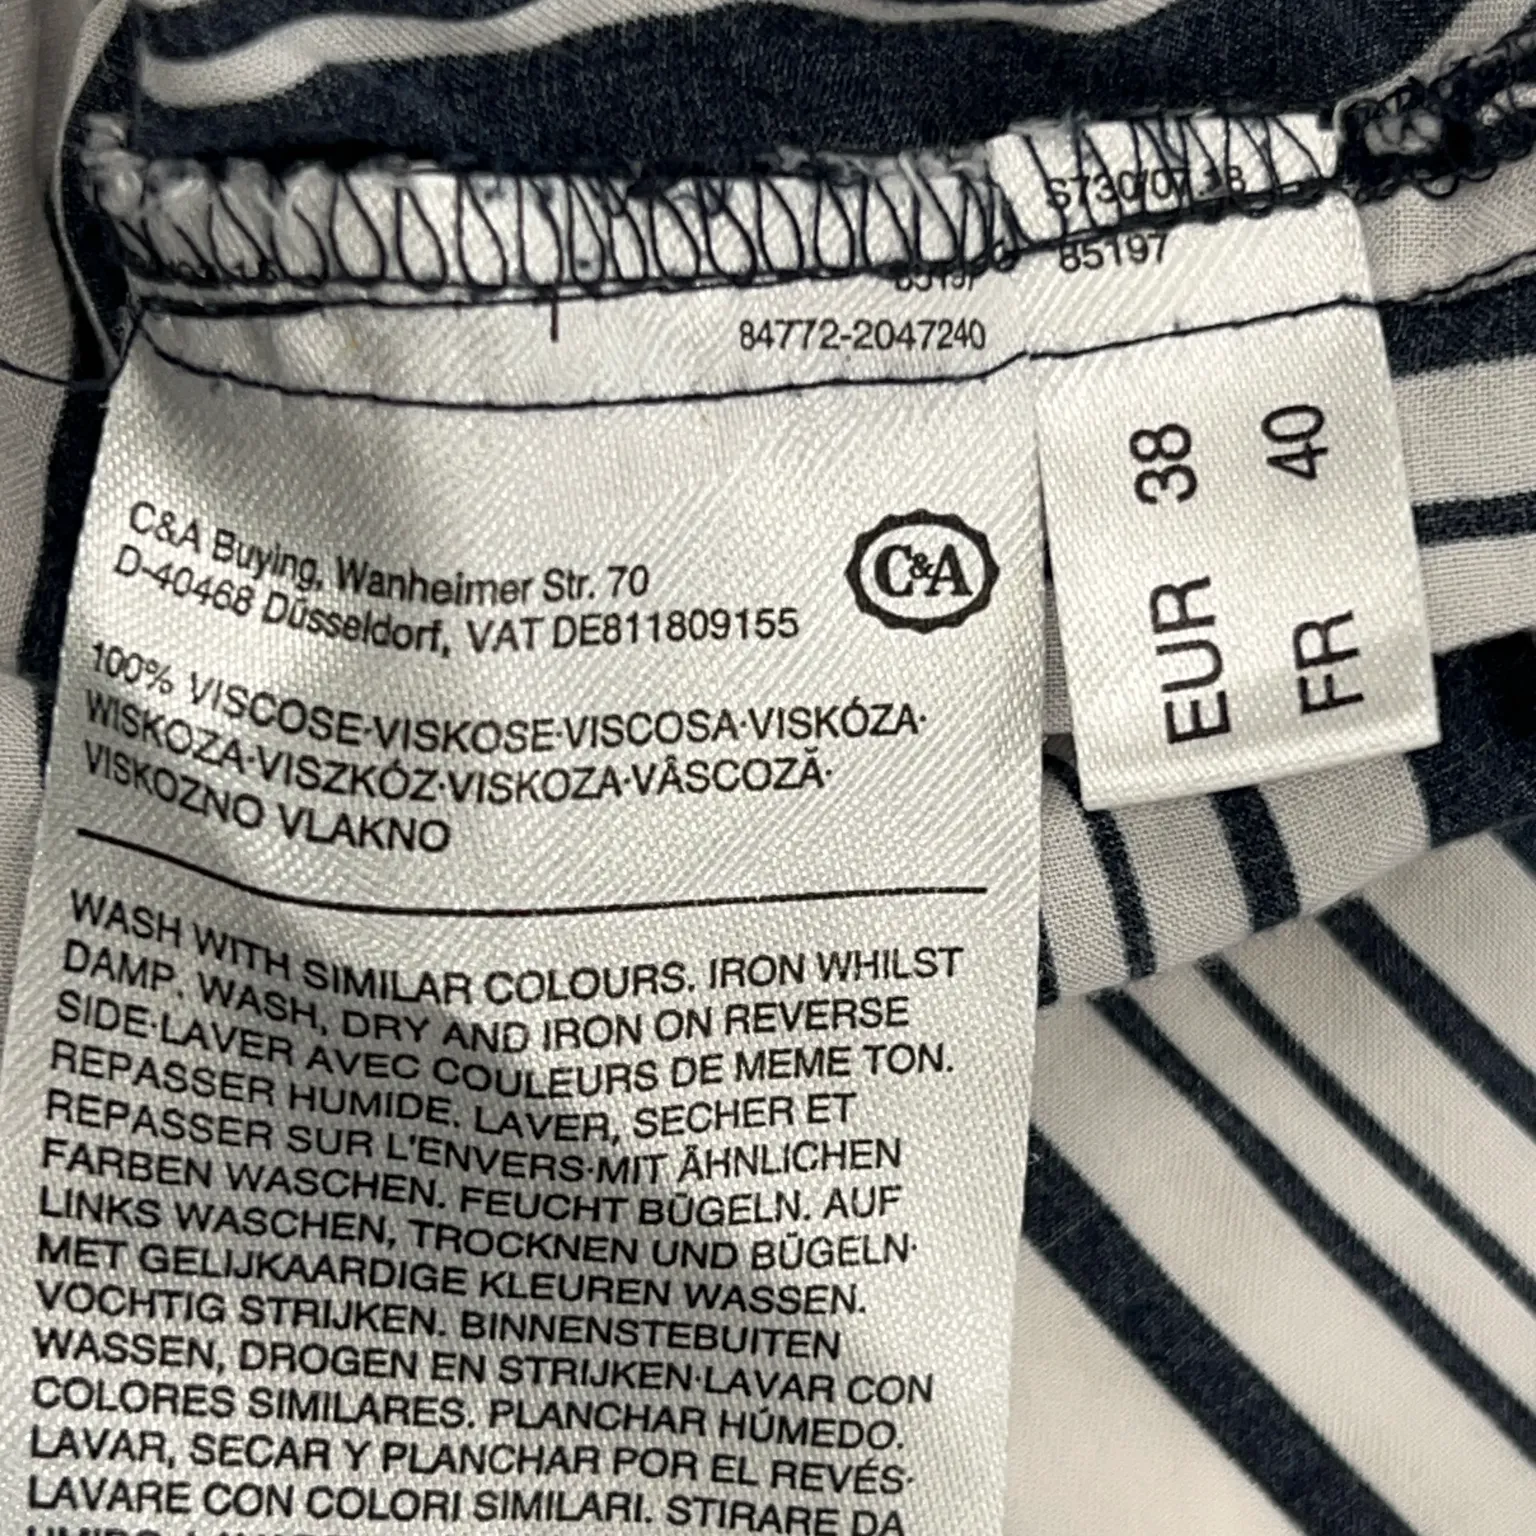 85197
84772-2047240
C&A Buying, Wanheimer Str. 70
D-40468 Düsseldorf, VAT DE811809155
C&A
100% VISCOSE·VISKOSE·VISCOSA·VISKÓZA·
WISKOZA·VISZKÓZ·VISKOZA·VÂSCOZĂ·
VISKOZNO VLAKNO
WASH WITH SIMILAR COLOURS. IRON WHILST
DAMP. WASH, DRY AND IRON ON REVERSE
SIDE·LAVER AVEC COULEURS DE MEME TON.
REPASSER HUMIDE. LAVER, SECHER ET
REPASSER SUR L'ENVERS·MIT ÄHNLICHEN
FARBEN WASCHEN. FEUCHT BÜGELN. AUF
LINKS WASCHEN, TROCKNEN UND BÜGELN·
MET GELIJKAARDIGE KLEUREN WASSEN.
VOCHTIG STRIJKEN. BINNENSTEBUITEN
WASSEN, DROGEN EN STRIJKEN·LAVAR CON
COLORES SIMILARES. PLANCHAR HÚMEDO.
LAVAR, SECAR Y PLANCHAR POR EL REVÉS·
LAVARE CON COLORI SIMILARI. STIRARE DA
EUR 38
FR 40